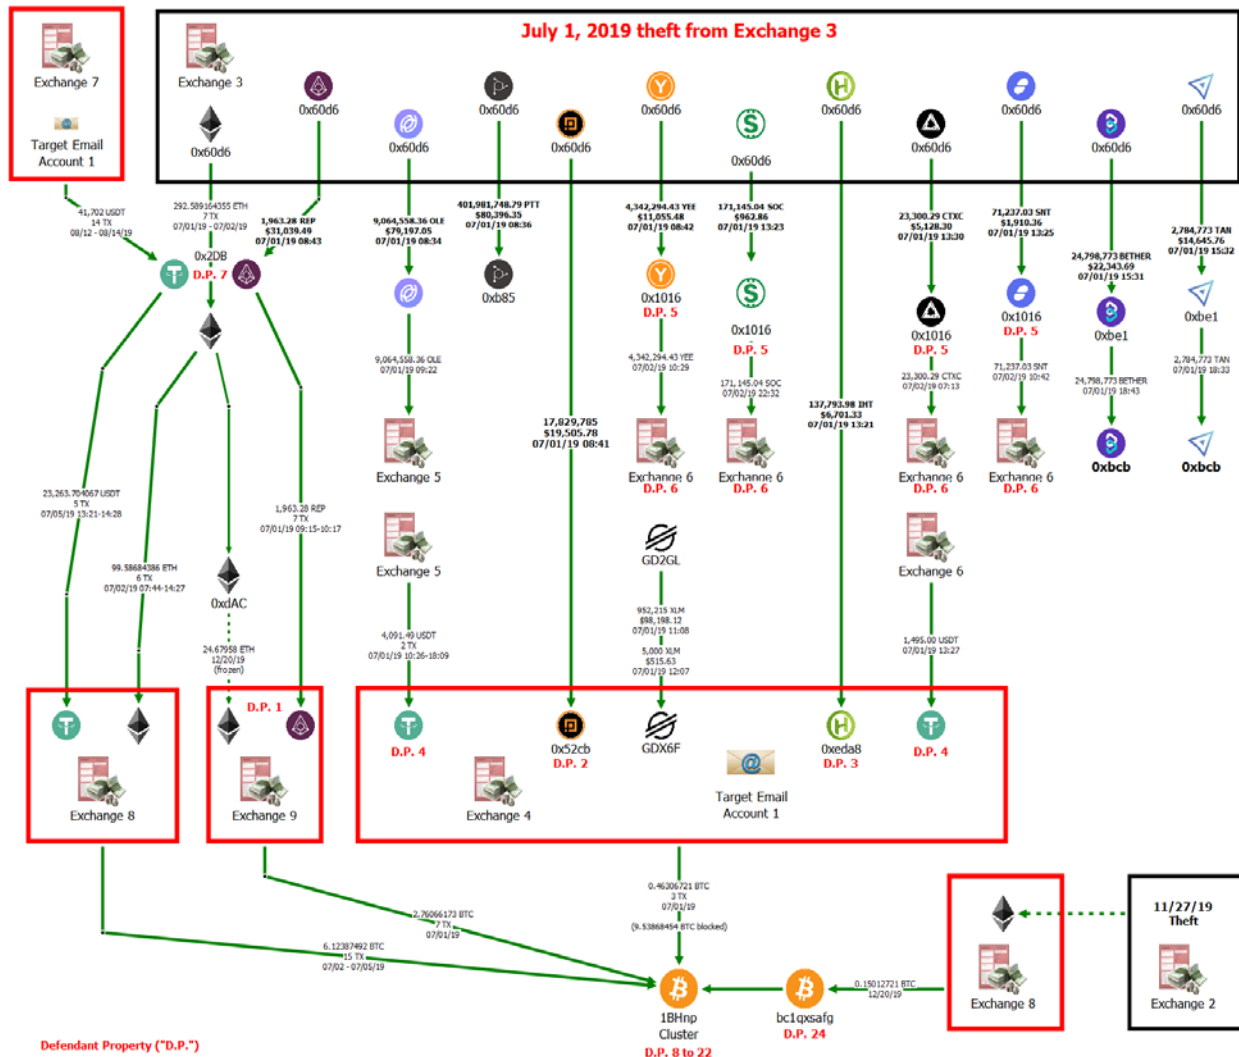 July 1, 2019 theft from Exchange 3
Exchange 7
Target Email
Account 1
Exchange 3
0x60d6
0x60d6
0x60d6
0x60d6
0x60d6
0x60d6
0x60d6
0x60d6
0x60d6
0x60d6
0x60d6
0x60d6
41,702 USDT
14 TX
08/12 - 08/14/19
292.589164355 ETH
7 TX
07/01/19 - 07/02/19
1,963.28 REP
$31,039.49
07/01/19 08:43
9,064,558.36 OLE
$79,197.05
07/01/19 08:34
401,981,748.79 PTT
$80,396.35
07/01/19 08:36
4,342,294.43 YEE
$11,055.48
07/01/19 08:42
171,145.04 SOC
$962.86
07/01/19 13:23
23,300.29 CTXC
$5,128.30
07/01/19 13:30
71,237.03 SNT
$1,910.36
07/01/19 13:25
24,798,773 BETHER
$22,343.69
07/01/19 15:31
2,784,773 TAN
$14,645.76
07/01/19 15:32
0x2DB
D.P. 7
0xb85
0x1016
D.P. 5
0x1016
D.P. 5
0x1016
D.P. 5
0x1016
D.P. 5
0xbe1
0xbe1
9,064,558.36 OLE
07/01/19 09:22
4,342,294.43 YEE
07/02/19 10:29
171,145.04 SOC
07/02/19 22:32
23,300.29 CTXC
07/02/19 07:13
71,237.03 SNT
07/02/19 10:42
24,798,773 BETHER
07/01/19 18:43
2,784,773 TAN
07/01/19 18:33
17,829,785
$19,505.78
07/01/19 08:41
137,793.98 IHT
$6,701.33
07/01/19 13:21
Exchange 5
Exchange 6
D.P. 6
Exchange 6
D.P. 6
Exchange 6
D.P. 6
Exchange 6
D.P. 6
0xbcb
0xbcb
23,263.704067 USDT
5 TX
07/05/19 13:21-14:28
1,963.28 REP
7 TX
07/01/19 09:15-10:17
99.58684386 ETH
6 TX
07/02/19 07:44-14:27
Exchange 5
GD2GL
Exchange 6
0xdAC
24.67958 ETH
12/20/19
(frozen)
4,091.49 USDT
2 TX
07/01/19 10:26-18:09
952,215 XLM
$98,198.12
07/01/19 11:08
5,000 XLM
$515.63
07/01/19 12:07
1,495.00 USDT
07/01/19 13:27
D.P. 1
D.P. 4
0x52cb
D.P. 2
GDX6F
0xeda8
D.P. 3
D.P. 4
Exchange 8
Exchange 9
Exchange 4
Target Email
Account 1
0.46306721 BTC
3 TX
07/01/19
(9.53868454 BTC blocked)
2.76066173 BTC
7 TX
07/01/19
6.12387492 BTC
15 TX
07/02 - 07/05/19
11/27/19
Theft
Exchange 8
Exchange 2
0.15012721 BTC
12/20/19
1BHnp
Cluster
D.P. 8 to 22
bc1qxsafg
D.P. 24
Defendant Property ("D.P.")